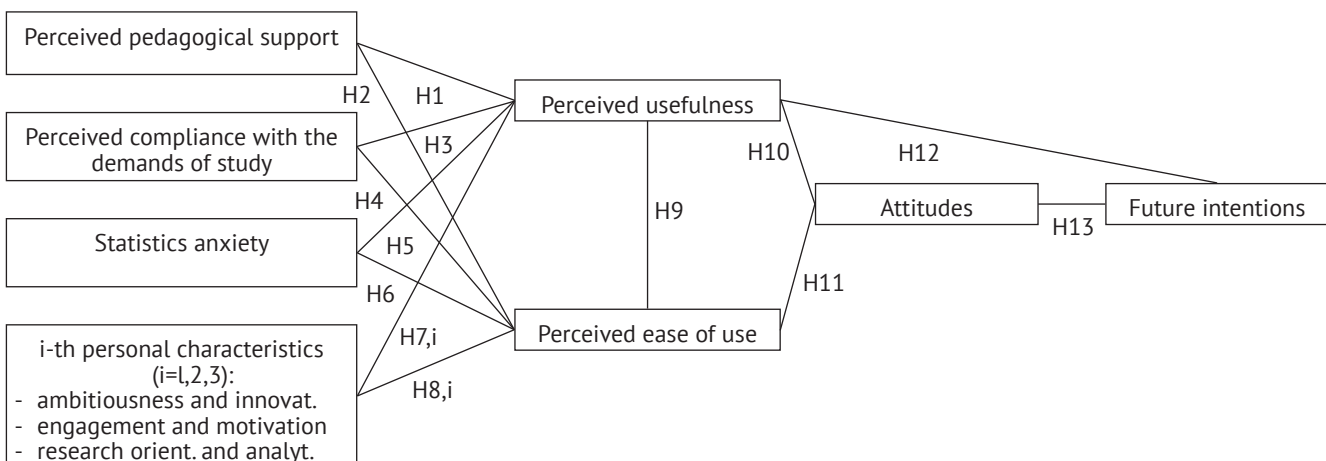 Perceived pedagogical support
H2
H1
Perceived usefulness
Perceived compliance with the
demands of study
H3
H10
H12
H4
H9
Attitudes
Future intentions
H13
Statistics anxiety
H5
H6
H11
H7,i
Perceived ease of use
i-th personal characteristics
(i=l,2,3):
- ambitiousness and innovat.
- engagement and motivation
- research orient. and analyt.
H8,i